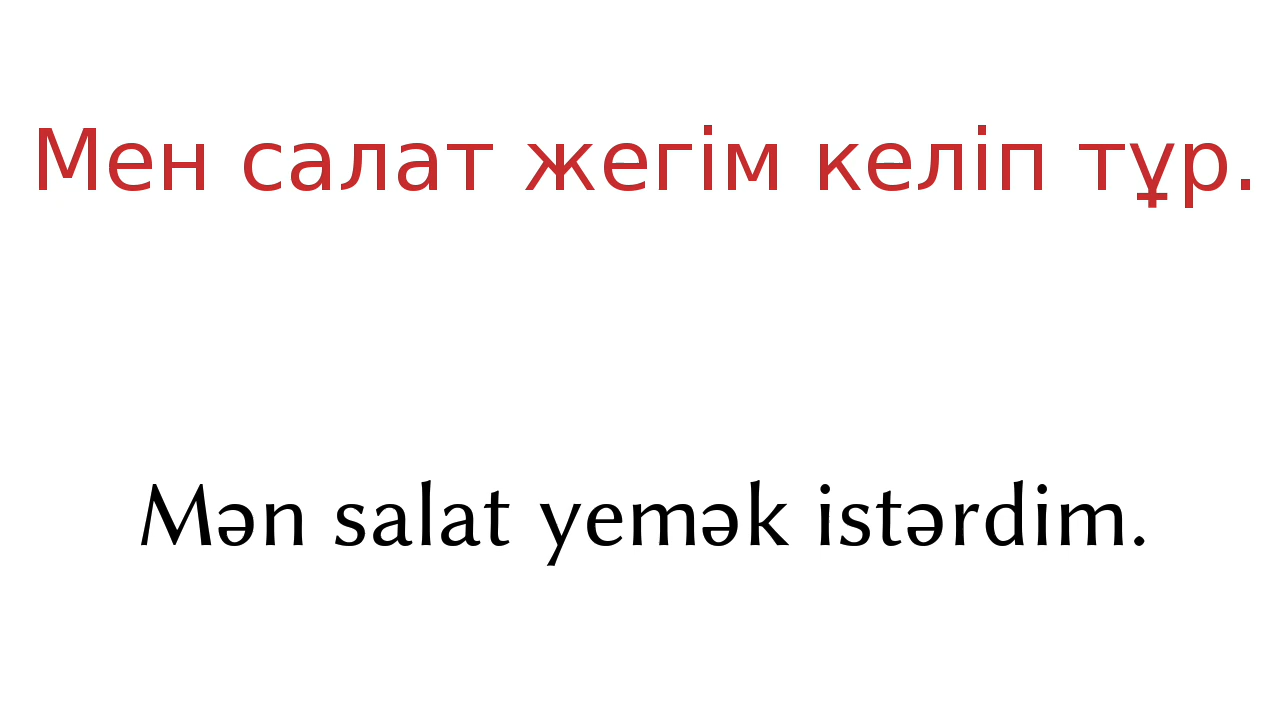 Мен салат жегім келіп тұр.
Mən salat yemək istərdim.